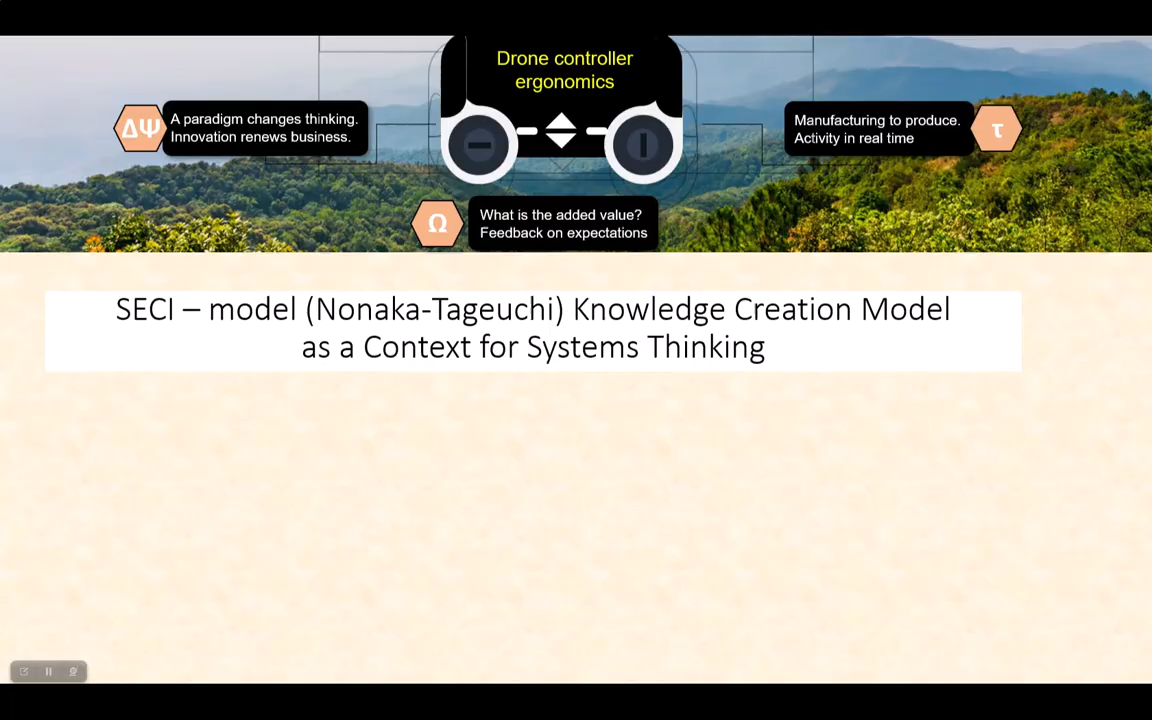 Drone controller
ergonomics
ΔΨ
A paradigm changes thinking.
Innovation renews business.
Manufacturing to produce.
Activity in real time
τ
Ω
What is the added value?
Feedback on expectations
SECI – model (Nonaka-Tageuchi) Knowledge Creation Model
as a Context for Systems Thinking